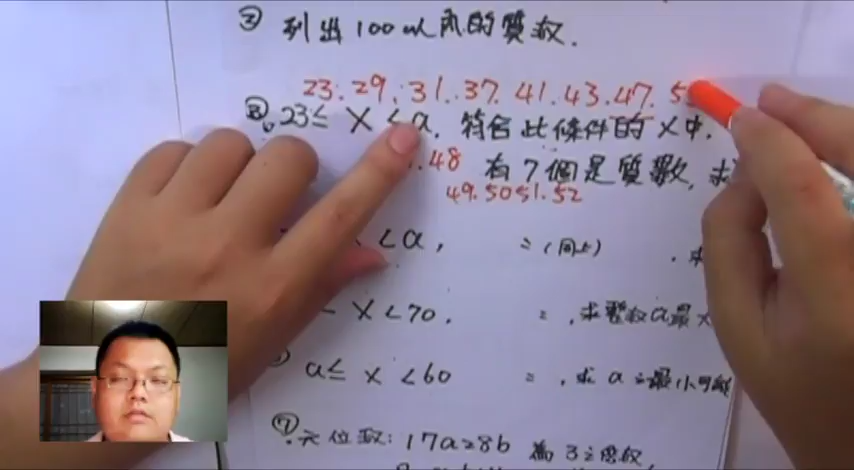 ③ 列出100以內的質數.
23. 29. 31. 37. 41. 43. 47. 5
23≤ X <a. 符合此條件的X中,
.48 有7個是質數, 求
49. 50 51. 52
<a, =(同上) . 求
X <70. = . 求整數a最
a≤ X <60 = . 求a之最小可能
⑦ 六位數: 17a28b 為3之倍數,